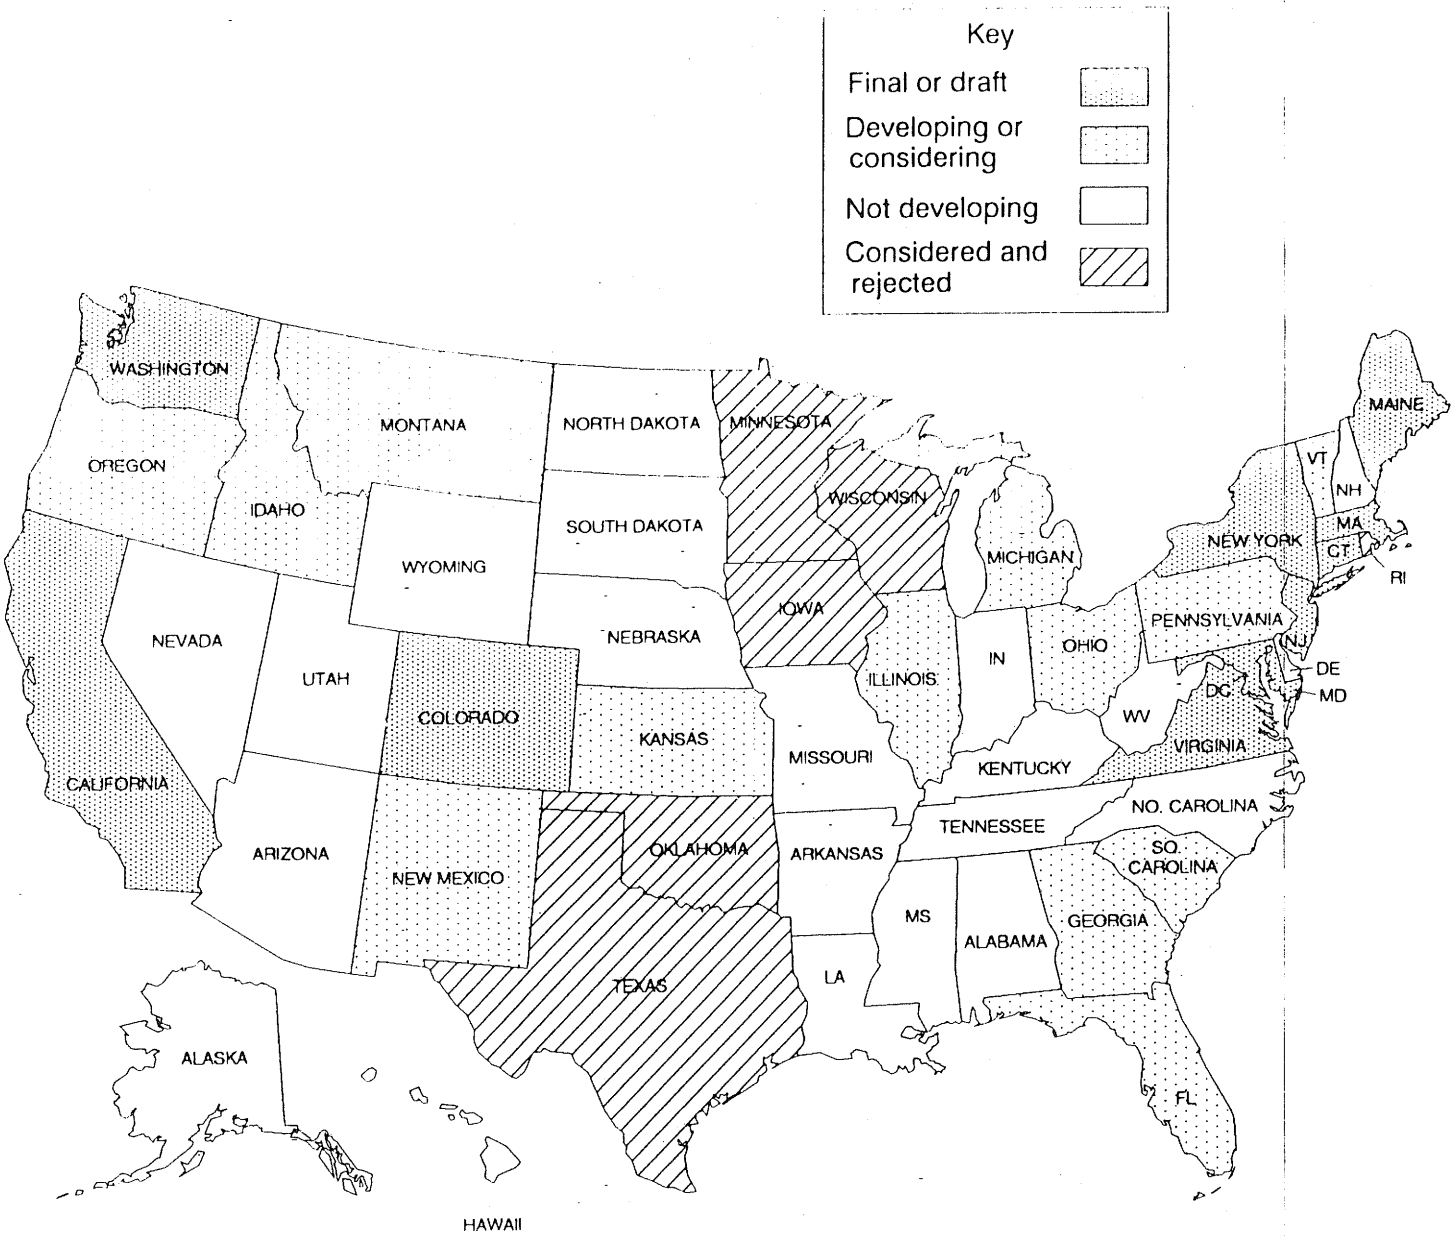 Key
Final or draft
Developing or
considering
Not developing
Considered and
rejected
WASHINGTON
MONTANA
NORTH DAKOTA
MINNESOTA
MAINE
OREGON
IDAHO
SOUTH DAKOTA
WISCONSIN
VT
NH
MA
NEW YORK
CT
RI
WYOMING
MICHIGAN
IOWA
PENNSYLVANIA
NEVADA
NEBRASKA
OHIO
NJ
IN
UTAH
ILLINOIS
DE
MD
DC
COLORADO
KANSAS
WV
VIRGINIA
MISSOURI
KENTUCKY
CALIFORNIA
NO. CAROLINA
TENNESSEE
ARIZONA
NEW MEXICO
OKLAHOMA
ARKANSAS
SO.
CAROLINA
MS
ALABAMA
GEORGIA
TEXAS
LA
ALASKA
FL
HAWAII